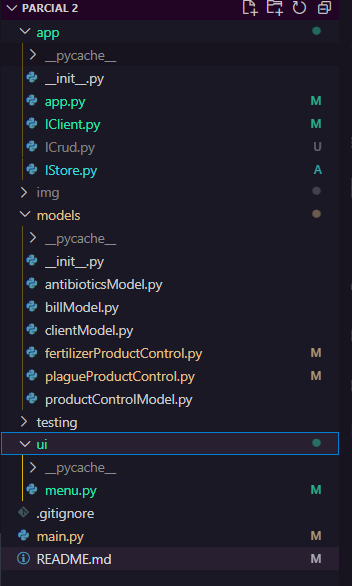 PARCIAL 2
app
__pycache__
__init__.py
app.py M
IClient.py M
ICrud.py U
IStore.py A
img
models
__pycache__
__init__.py
antibioticsModel.py
billModel.py
clientModel.py
fertilizerProductControl.py M
plagueProductControl.py M
productControlModel.py
testing
ui
__pycache__
menu.py M
.gitignore
main.py M
README.md M